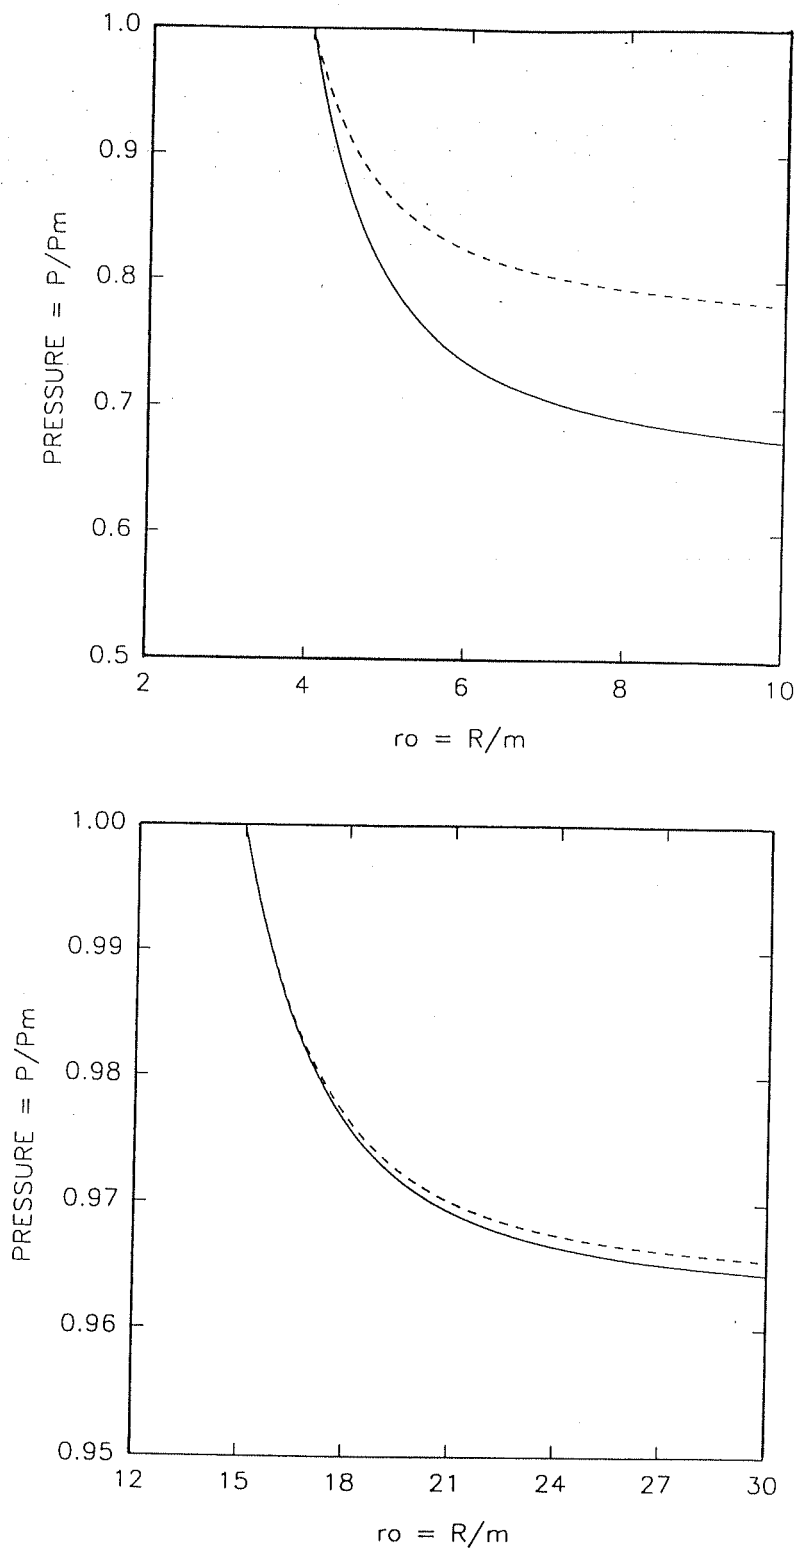 1.0
0.9
0.8
0.7
0.6
0.5
PRESSURE = P/Pm
2 4 6 8 10
ro = R/m
1.00
0.99
0.98
0.97
0.96
0.95
PRESSURE = P/Pm
12 15 18 21 24 27 30
ro = R/m